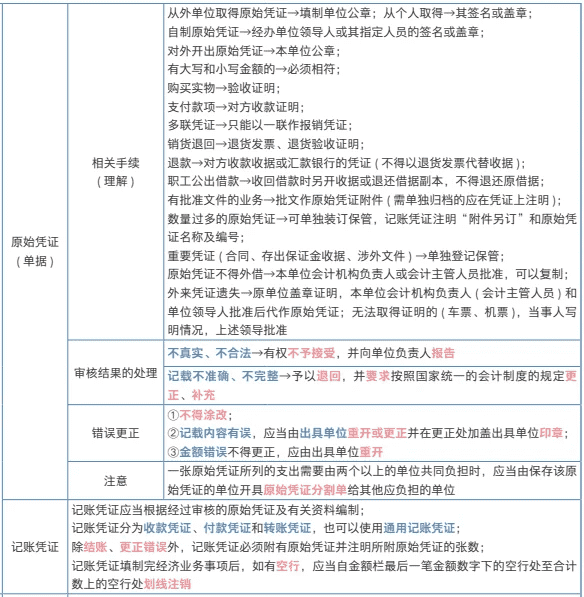 原始凭证
（单据）
相关手续
（理解）
从外单位取得原始凭证→填制单位公章；从个人取得→其签名或盖章；
自制原始凭证→经办单位领导人或其指定人员的签名或盖章；
对外开出原始凭证→本单位公章；
有大写和小写金额的→必须相符；
购买实物→验收证明；
支付款项→对方收款证明；
多联凭证→只能以一联作报销凭证；
销货退回→退货发票、退货验收证明；
退款→对方收款收据或汇款银行的凭证（不得以退货发票代替收据）；
职工公出借款→收回借款时另开收据或退还借据副本，不得退还原借据；
有批准文件的业务→批文作原始凭证附件（需单独归档的应在凭证上注明）；
数量过多的原始凭证→可单独装订保管，记账凭证注明“附件另订”和原始凭
证名称及编号；
重要凭证（合同、存出保证金收据、涉外文件）→单独登记保管；
原始凭证不得外借→本单位会计机构负责人或会计主管人员批准，可以复制；
外来凭证遗失→原单位盖章证明，本单位会计机构负责人（会计主管人员）和
单位领导人批准后代作原始凭证；无法取得证明的（车票、机票），当事人写
明情况，上述领导批准
审核结果的处理
不真实、不合法→有权不予接受，并向单位负责人报告
记载不准确、不完整→予以退回，并要求按照国家统一的会计制度的规定更
正、补充
错误更正
①不得涂改；
②记载内容有误，应当由出具单位重开或更正并在更正处加盖出具单位印章；
③金额错误不得更正，应由出具单位重开
注意
一张原始凭证所列的支出需要由两个以上的单位共同负担时，应当由保存该原
始凭证的单位开具原始凭证分割单给其他应负担的单位
记账凭证
记账凭证应当根据经过审核的原始凭证及有关资料编制；
记账凭证分为收款凭证、付款凭证和转账凭证，也可以使用通用记账凭证；
除结账、更正错误外，记账凭证必须附有原始凭证并注明所附原始凭证的张数；
记账凭证填制完经济业务事项后，如有空行，应当自金额栏最后一笔金额数字下的空行处至合计
数上的空行处划线注销